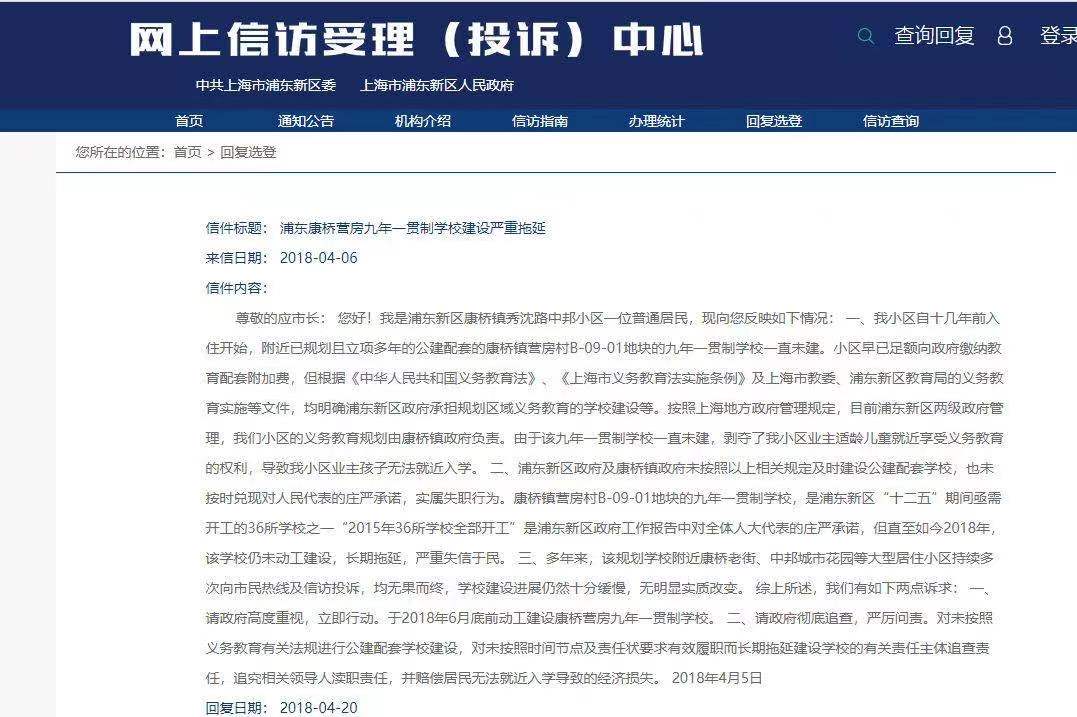 网上信访受理（投诉）中心
查询回复 登录
中共上海市浦东新区委 上海市浦东新区人民政府
首页 通知公告 机构介绍 信访指南 办理统计 回复选登 信访查询
您所在的位置：首页 > 回复选登
信件标题： 浦东康桥营房九年一贯制学校建设严重拖延
来信日期： 2018-04-06
信件内容：
尊敬的应市长： 您好！我是浦东新区康桥镇秀沈路中邦小区一位普通居民，现向您反映如下情况： 一、我小区自十几年前入
住开始，附近已规划且立项多年的公建配套的康桥镇营房村B-09-01地块的九年一贯制学校一直未建。小区早已足额向政府缴纳教
育配套附加费，但根据《中华人民共和国义务教育法》、《上海市义务教育法实施条例》及上海市教委、浦东新区教育局的义务教
育实施等文件，均明确浦东新区政府承担规划区域义务教育的学校建设等。按照上海地方政府管理规定，目前浦东新区两级政府管
理，我们小区的义务教育规划由康桥镇政府负责。由于该九年一贯制学校一直未建，剥夺了我小区业主适龄儿童就近享受义务教育
的权利，导致我小区业主孩子无法就近入学。 二、浦东新区政府及康桥镇政府未按照以上相关规定及时建设公建配套学校，也未
按时兑现对人民代表的庄严承诺，实属失职行为。康桥镇营房村B-09-01地块的九年一贯制学校，是浦东新区“十二五”期间亟需
开工的36所学校之一“2015年36所学校全部开工”是浦东新区政府工作报告中对全体人大代表的庄严承诺，但直至如今2018年，
该学校仍未动工建设，长期拖延，严重失信于民。 三、多年来，该规划学校附近康桥老街、中邦城市花园等大型居住小区持续多
次向市民热线及信访投诉，均无果而终，学校建设进展仍然十分缓慢，无明显实质改变。 综上所述，我们有如下两点诉求： 一、
请政府高度重视，立即行动。于2018年6月底前动工建设康桥营房九年一贯制学校。 二、请政府彻底追查，严厉问责。对未按照
义务教育有关法规进行公建配套学校建设，对未按照时间节点及责任状要求有效履职而长期拖延建设学校的有关责任主体追查责
任，追究相关领导人渎职责任，并赔偿居民无法就近入学导致的经济损失。 2018年4月5日
回复日期： 2018-04-20